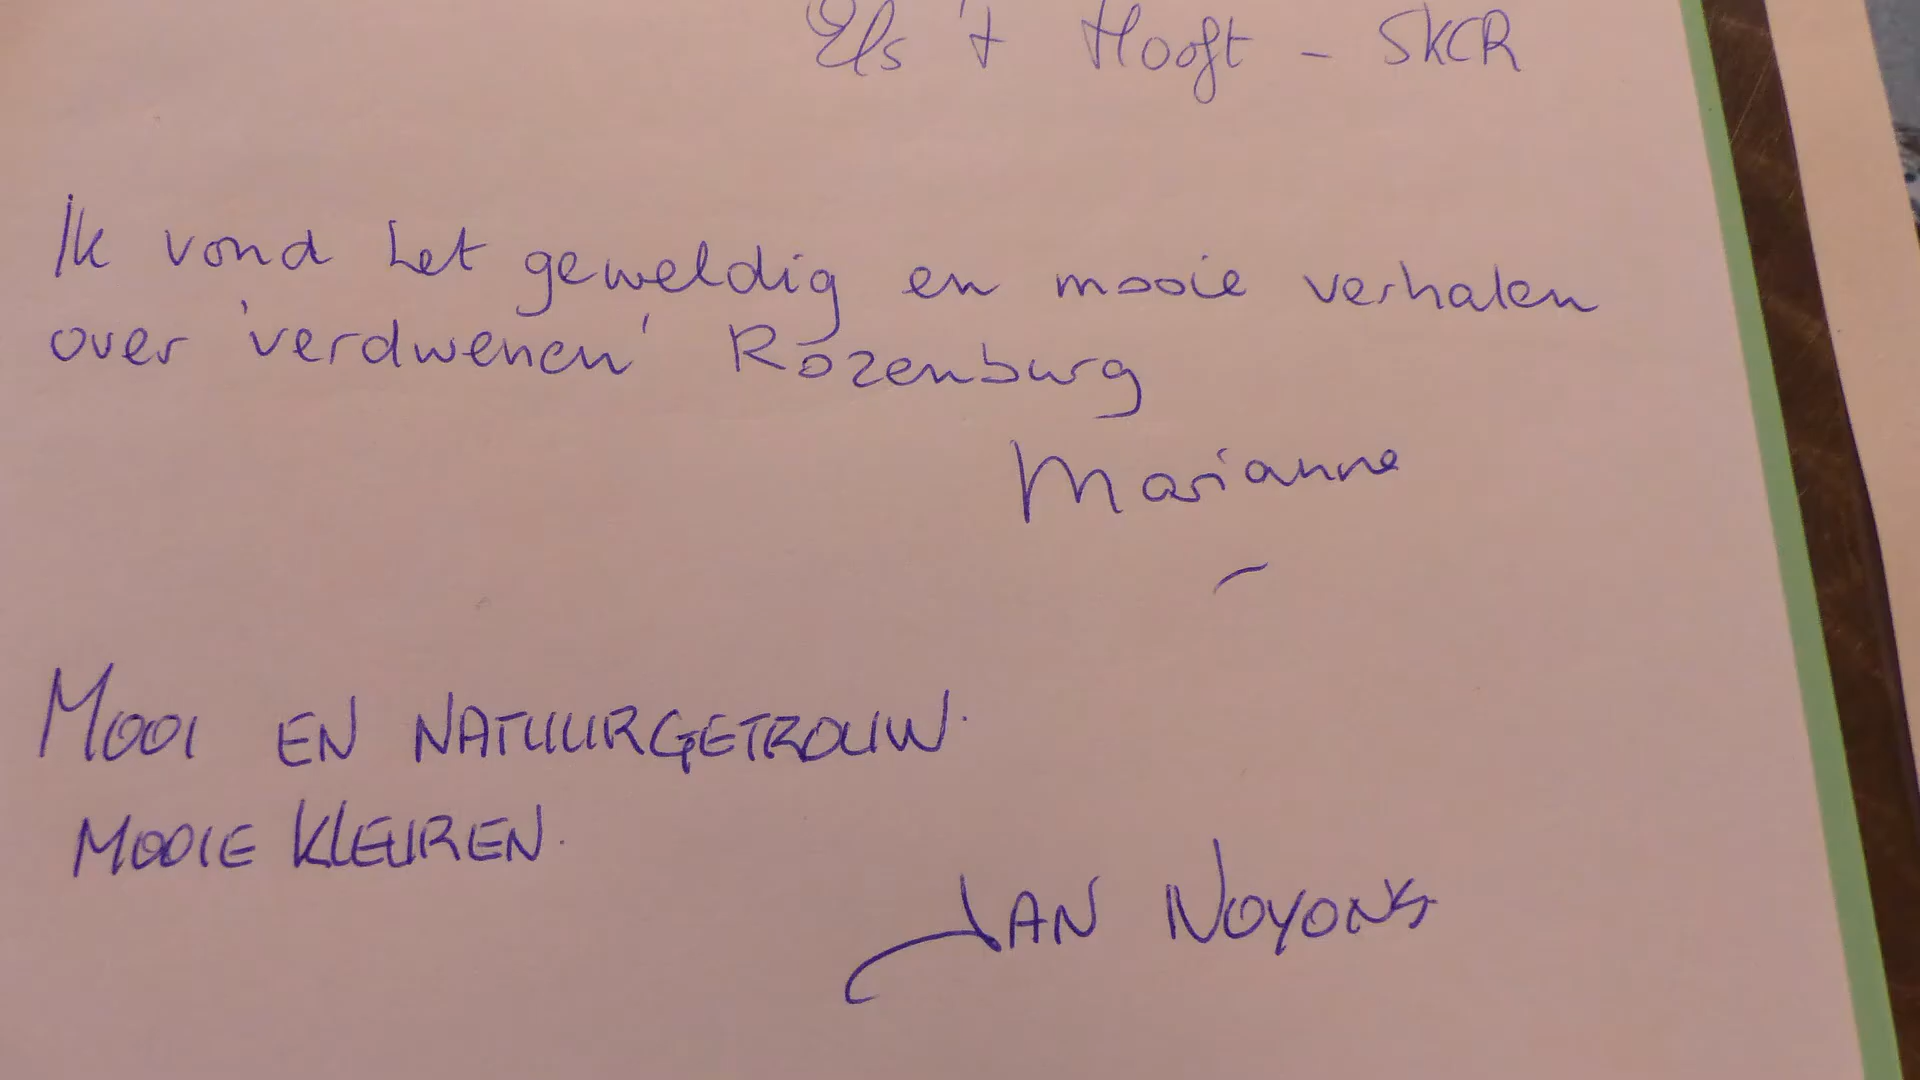 Els 't Hooft - SKCR
Ik vond het geweldig en mooie verhalen
over 'verdwenen' Rozenburg
Marianne
MOOI EN NATUURGETROUW.
MOOIE KLEUREN.
JAN NOYONS